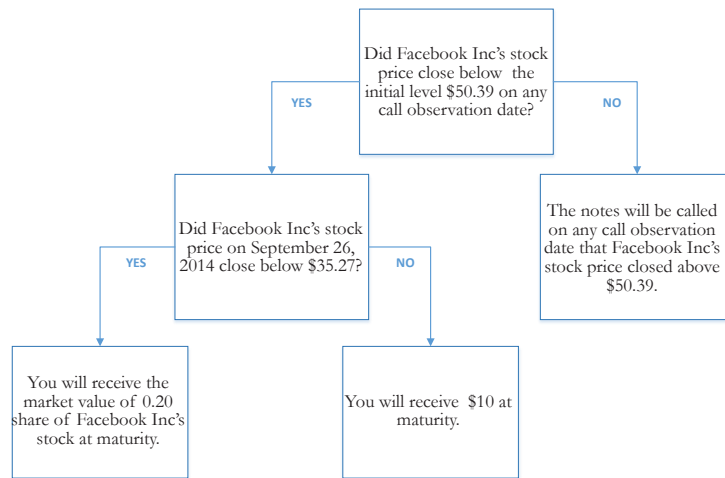 Did Facebook Inc's stock
price close below the
initial level $50.39 on any
call observation date?
YES
NO
Did Facebook Inc's stock
price on September 26,
2014 close below $35.27?
The notes will be called
on any call observation
date that Facebook Inc's
stock price closed above
$50.39.
YES
NO
You will receive the
market value of 0.20
share of Facebook Inc's
stock at maturity.
You will receive $10 at
maturity.